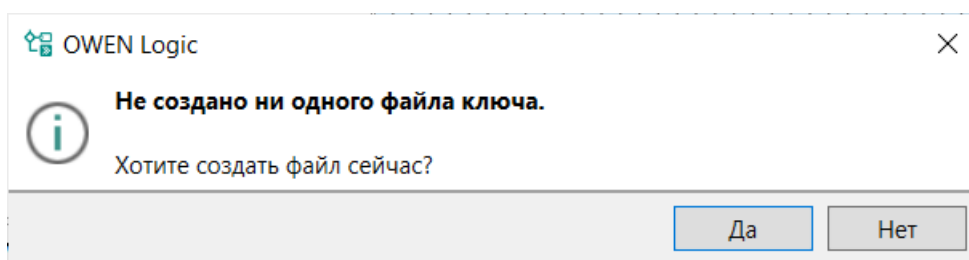 OWEN Logic
Не создано ни одного файла ключа.
Хотите создать файл сейчас?
Да
Нет